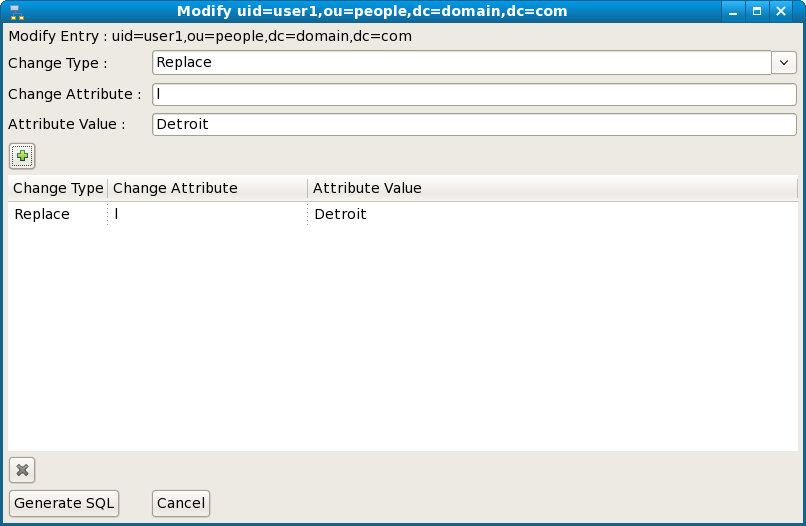 Modify uid=user1,ou=people,dc=domain,dc=com
Modify Entry : uid=user1,ou=people,dc=domain,dc=com
Change Type : Replace
Change Attribute : l
Attribute Value : Detroit
Change Type Change Attribute Attribute Value
Replace l Detroit
Generate SQL Cancel